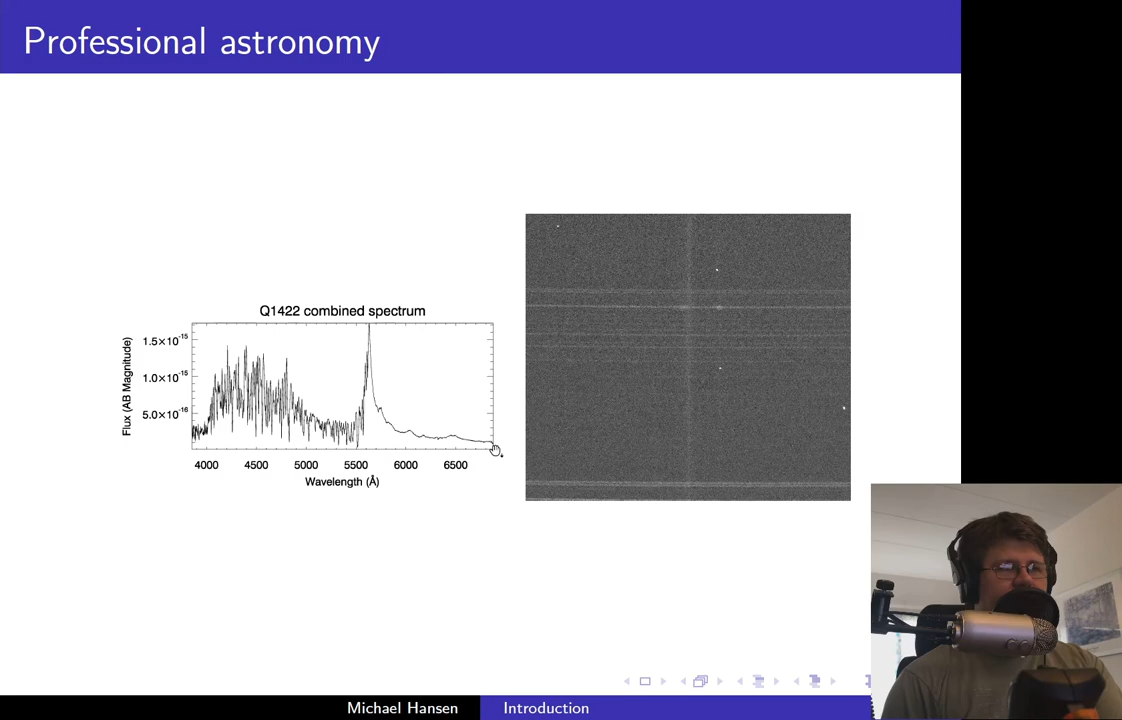 Professional astronomy
Q1422 combined spectrum
Flux (AB Magnitude)
1.5×10⁻¹⁵
1.0×10⁻¹⁵
5.0×10⁻¹⁶
4000 4500 5000 5500 6000 6500
Wavelength (Å)
Michael Hansen Introduction